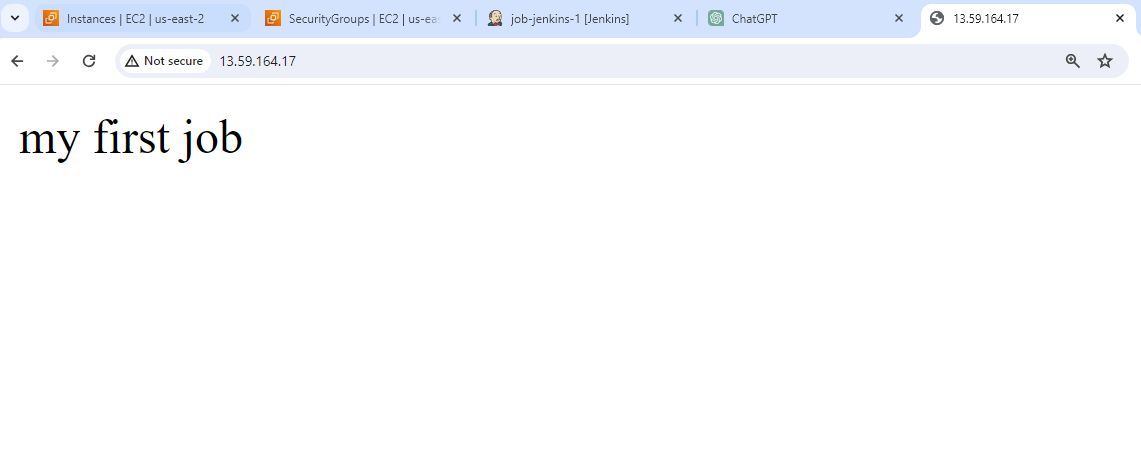 Instances | EC2 | us-east-2
SecurityGroups | EC2 | us-ea
job-jenkins-1 [Jenkins]
ChatGPT
13.59.164.17
Not secure
13.59.164.17
my first job